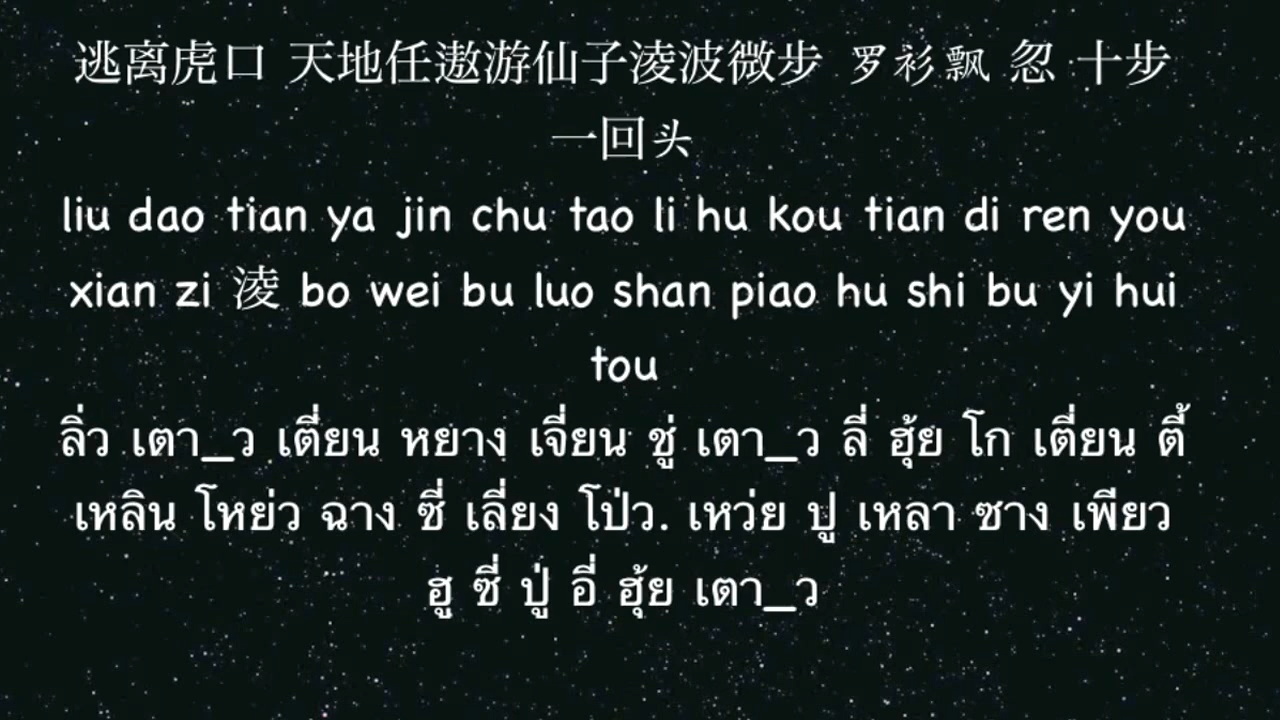 逃离虎口 天地任遨游仙子淩波微步 罗衫飘 忽 十步
一回头
liu dao tian ya jin chu tao li hu kou tian di ren you
xian zi 淩 bo wei bu luo shan piao hu shi bu yi hui
tou
ลิ่ว เตา_ว เตี่ยน หยาง เจี่ยน ชู่ เตา_ว ลี่ ฮุ้ย โก เตี่ยน ตี้
เหลิน โหย่ว ฉาง ซี่ เลี่ยง โป่ว. เหว่ย ปู เหลา ซาง เพียว
ฮู ซี่ ปู่ อี่ ฮุ้ย เตา_ว